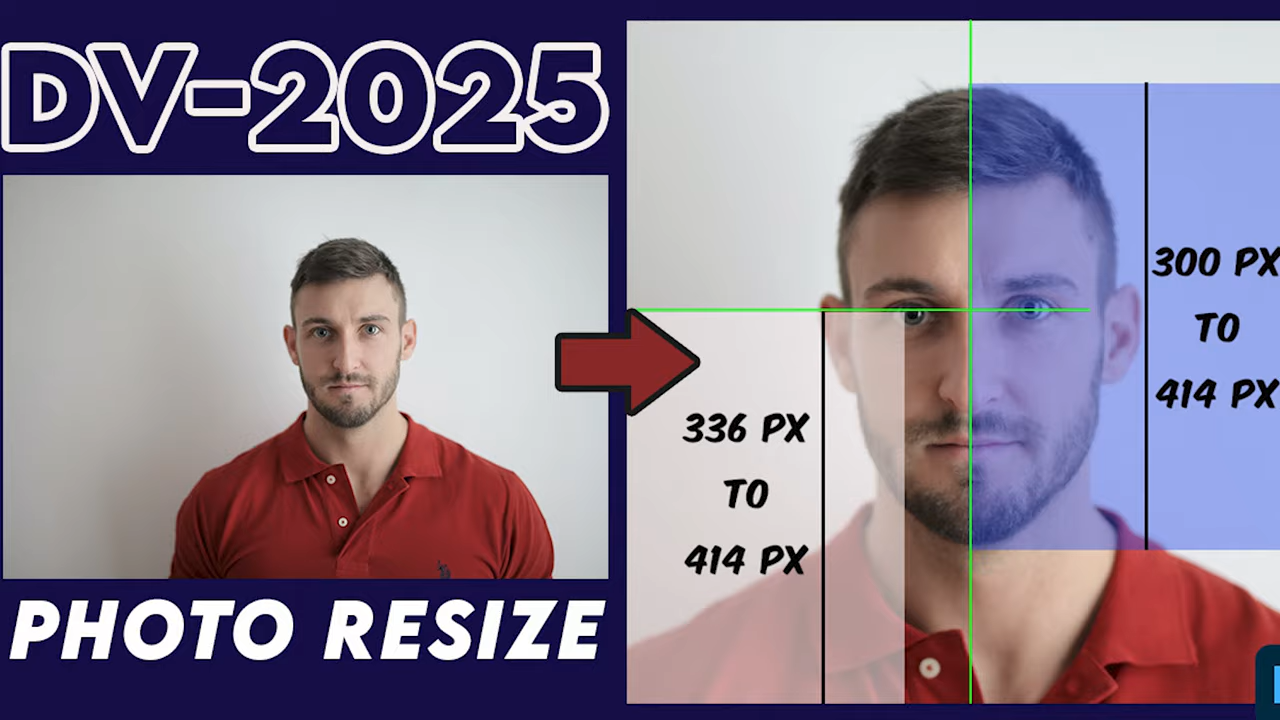 DV-2025
PHOTO RESIZE
336 PX
TO
414 PX
300 PX
TO
414 PX